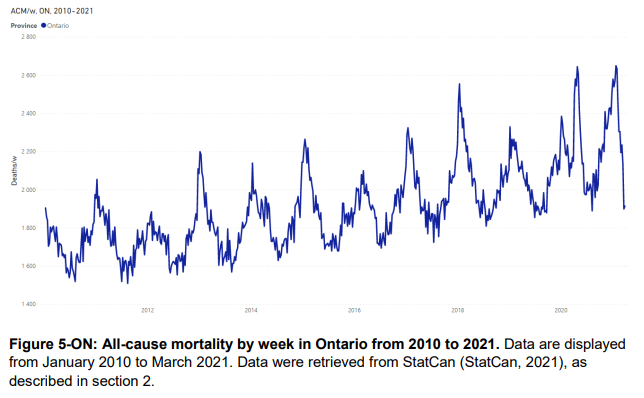 ACM/w, ON, 2010-2021
Province Ontario
2 800
2 600
2 400
2 200
2 000
1 800
1 600
1 400
Deaths/w
2012 2014 2016 2018 2020
Figure 5-ON: All-cause mortality by week in Ontario from 2010 to 2021. Data are displayed
from January 2010 to March 2021. Data were retrieved from StatCan (StatCan, 2021), as
described in section 2.